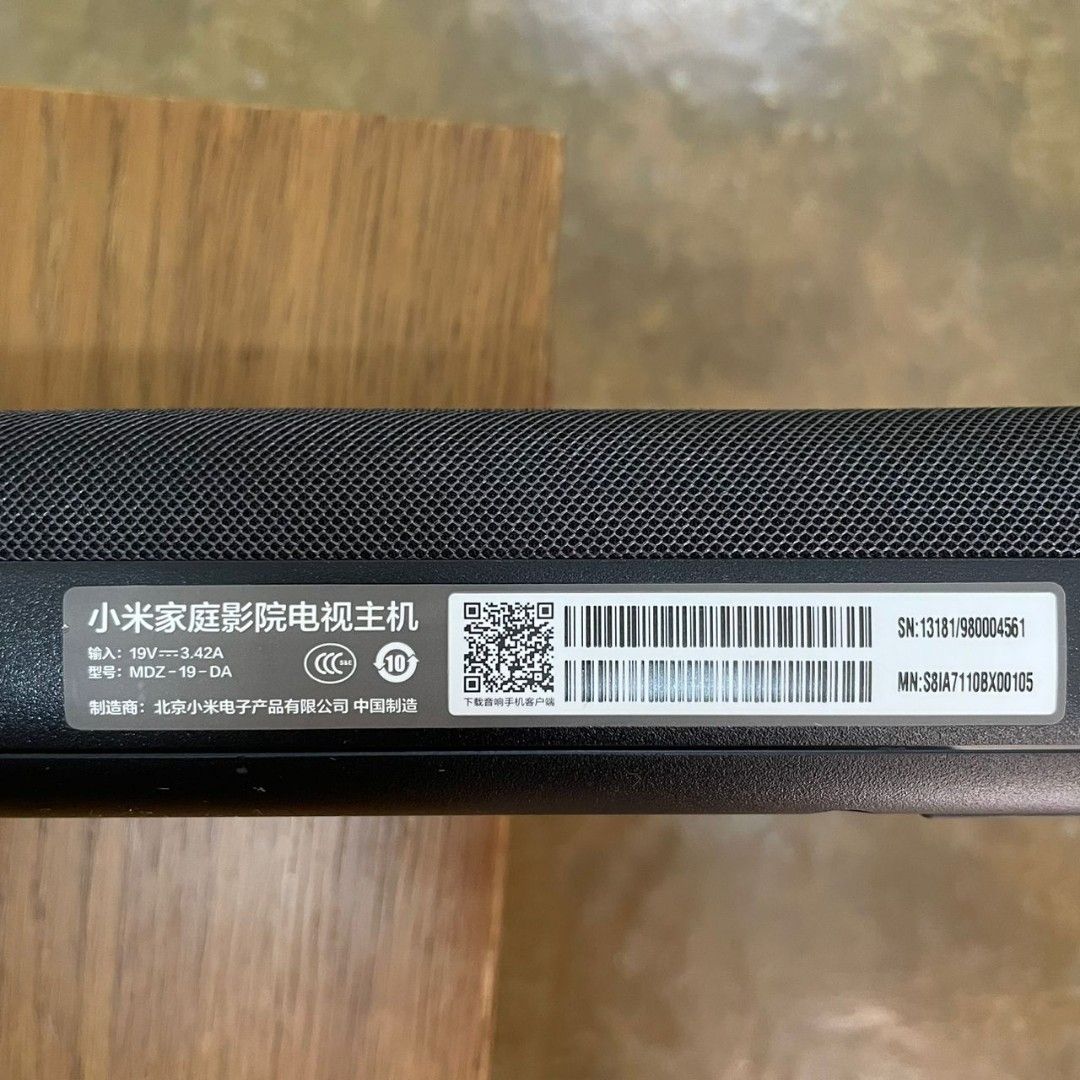 小米家庭影院电视主机
输入：19V⎓3.42A
型号：MDZ-19-DA
制造商：北京小米电子产品有限公司 中国制造
CCC S&E
10
下载音响手机客户端
SN:13181/980004561
MN:S8IA7110BX00105